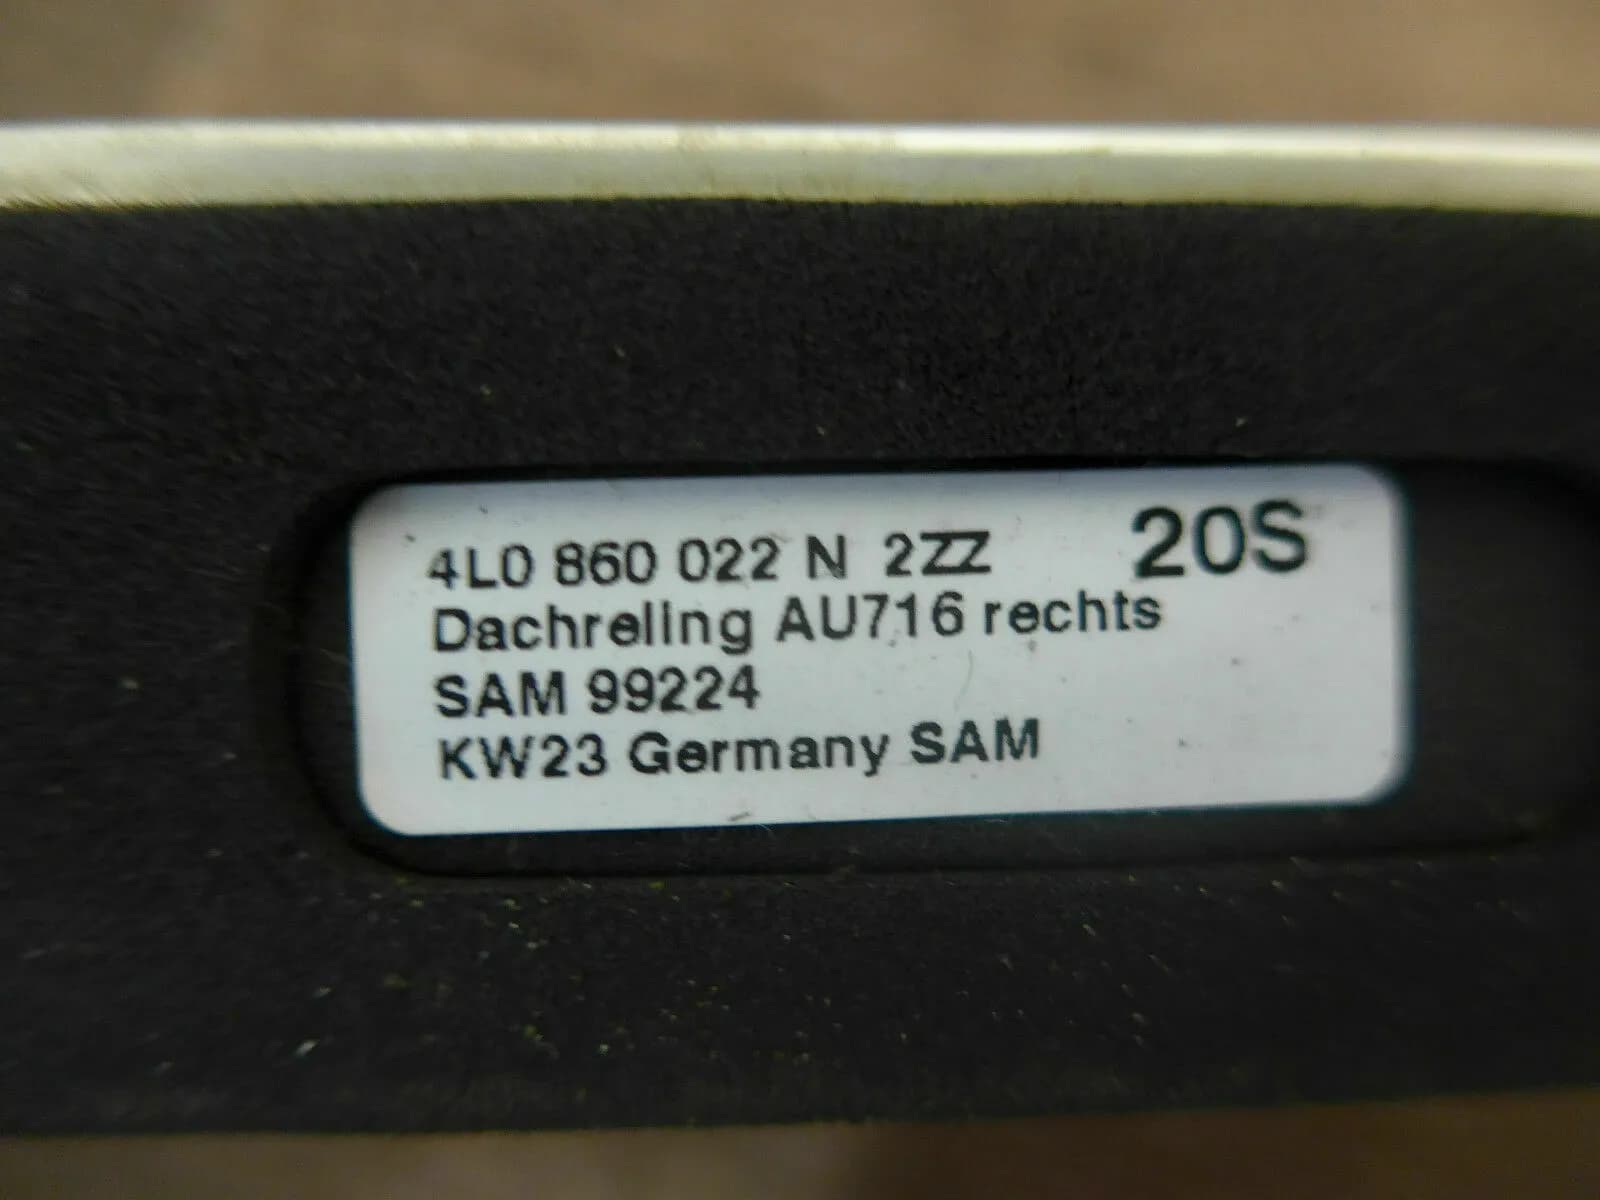 4L0 860 022 N 2ZZ 20S
Dachreling AU716 rechts
SAM 99224
KW23 Germany SAM